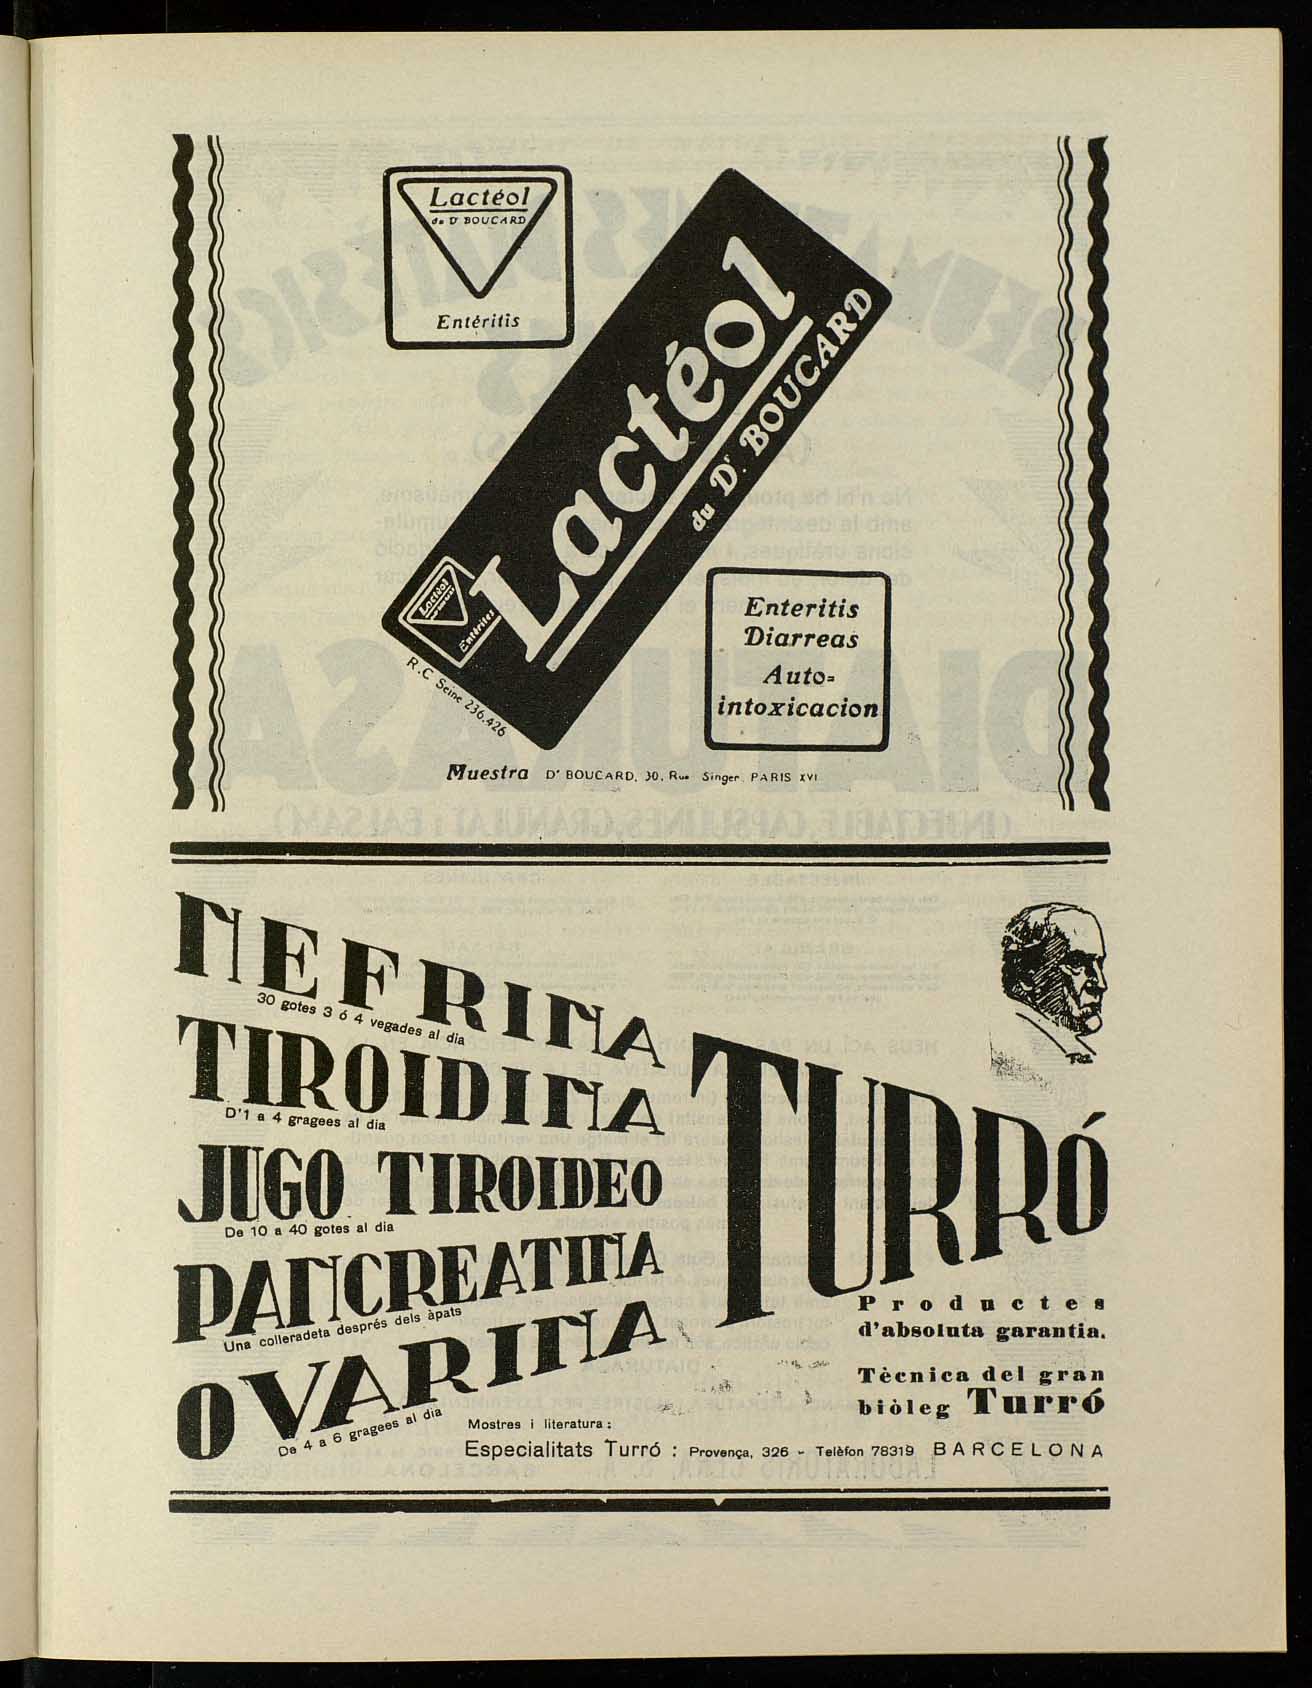 Lactéol
du Dr BOUCARD
Entéritis
Lactéol
du Dr. BOUCARD
Lactéol
Entérites
R.C Seine 236.426
Enteritis
Diarreas
Auto=
intoxicacion
Muestra Dr BOUCARD, 30, Rue Singer, PARIS XVI
NEFRINA
30 gotes 3 ó 4 vegades al dia
TIROIDINA
D'1 a 4 gragees al dia
JUGO TIROIDEO
De 10 a 40 gotes al dia
PANCREATINA
Una colleradeta després dels àpats
OVARINA
De 4 a 6 gragees al dia
TURRÓ
Productes
d'absoluta garantia.
Tècnica del gran
biòleg Turró
Mostres i literatura:
Especialitats Turró : Provença, 326 - Telèfon 78319 BARCELONA